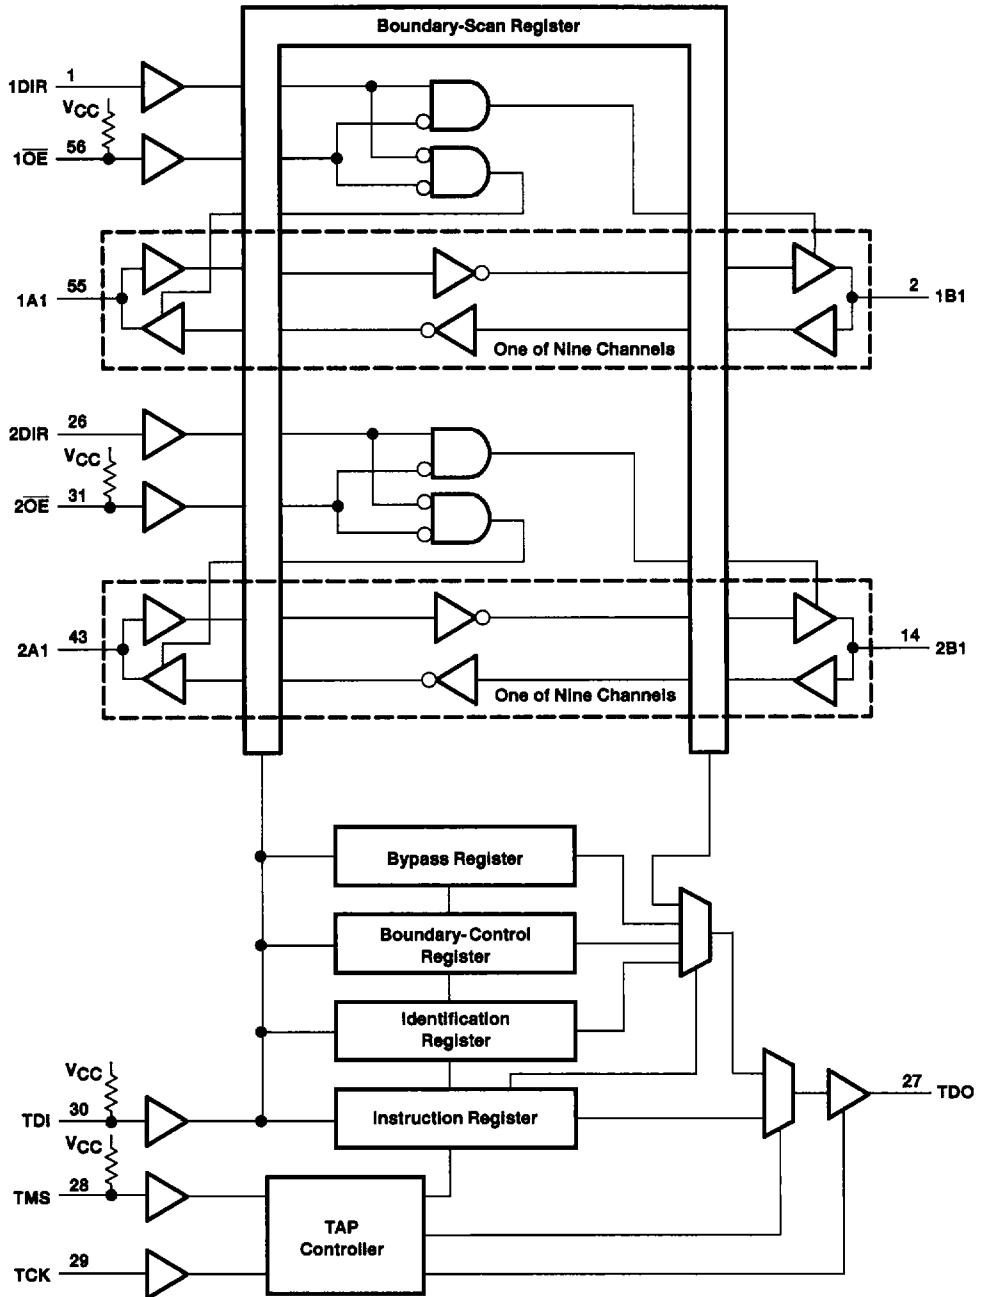 Boundary-Scan Register
1DIR 1
VCC
1OE 56
1A1 55
2 1B1
One of Nine Channels
2DIR 26
VCC
2OE 31
2A1 43
14 2B1
One of Nine Channels
Bypass Register
Boundary-Control
Register
Identification
Register
VCC
TDI 30
Instruction Register
27 TDO
VCC
TMS 28
TAP
Controller
TCK 29